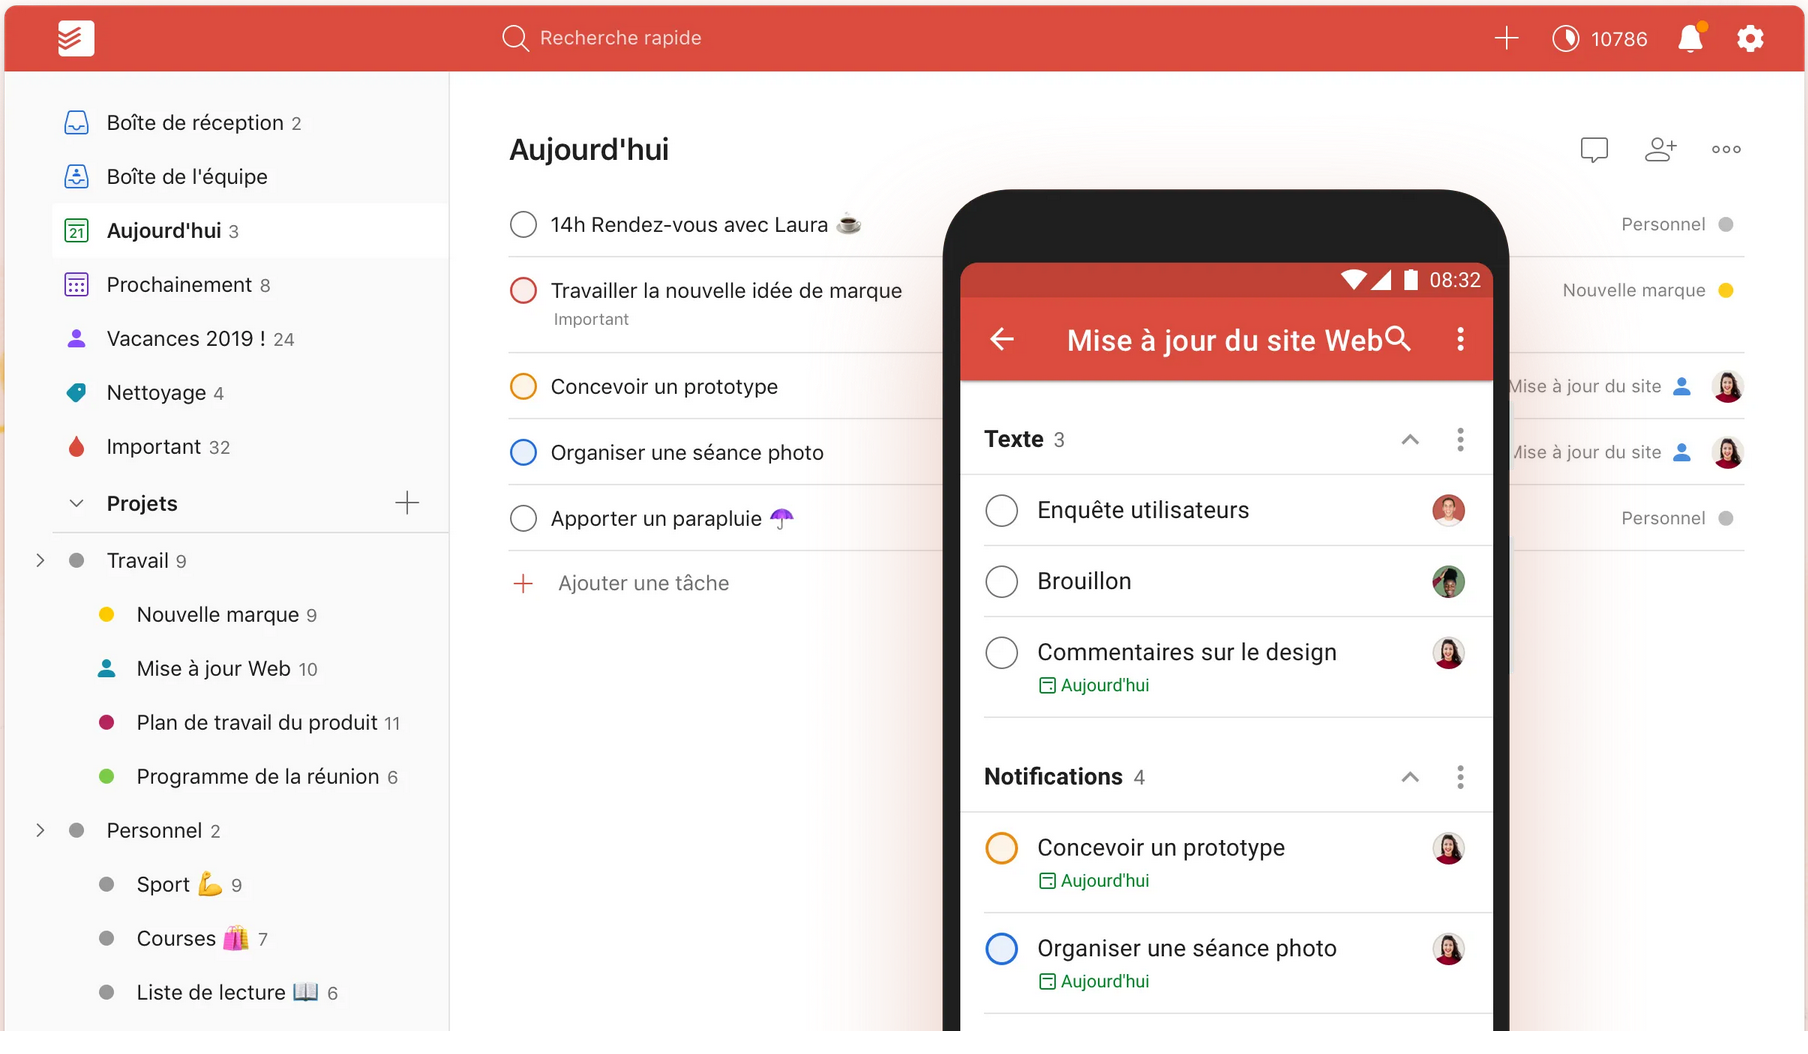 Recherche rapide
10786
Boîte de réception 2
Boîte de l'équipe
21
Aujourd'hui 3
Prochainement 8
Vacances 2019 ! 24
Nettoyage 4
Important 32
Projets
Travail 9
Nouvelle marque 9
Mise à jour Web 10
Plan de travail du produit 11
Programme de la réunion 6
Personnel 2
Sport 💪 9
Courses 🛍️ 7
Liste de lecture 📖 6
Aujourd'hui
14h Rendez-vous avec Laura ☕ Personnel
Travailler la nouvelle idée de marque Nouvelle marque
Important
Concevoir un prototype Mise à jour du site
Organiser une séance photo Mise à jour du site
Apporter un parapluie ☂️ Personnel
Ajouter une tâche
08:32
Mise à jour du site Web
Texte 3
Enquête utilisateurs
Brouillon
Commentaires sur le design
Aujourd'hui
Notifications 4
Concevoir un prototype
Aujourd'hui
Organiser une séance photo
Aujourd'hui